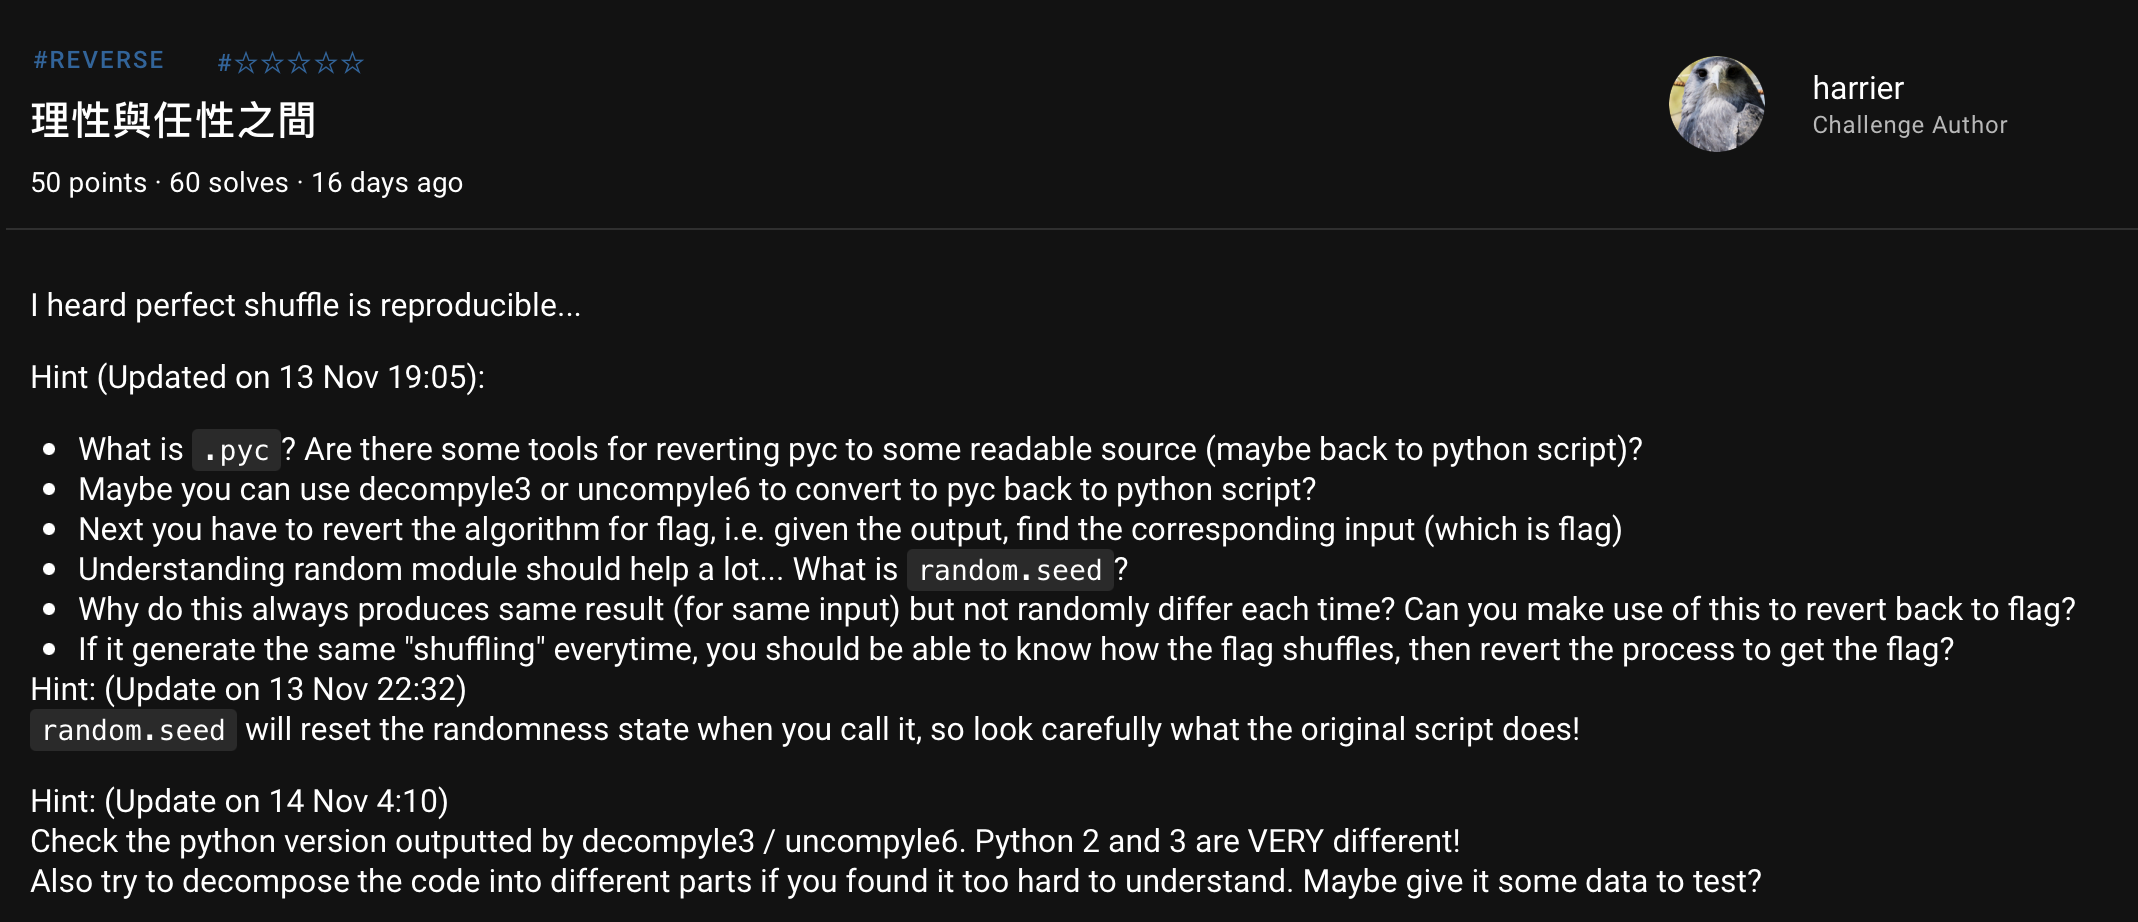 #REVERSE #☆☆☆☆☆
理性與任性之間
50 points · 60 solves · 16 days ago
harrier
Challenge Author
I heard perfect shuffle is reproducible...
Hint (Updated on 13 Nov 19:05):
• What is .pyc? Are there some tools for reverting pyc to some readable source (maybe back to python script)?
• Maybe you can use decompyle3 or uncompyle6 to convert to pyc back to python script?
• Next you have to revert the algorithm for flag, i.e. given the output, find the corresponding input (which is flag)
• Understanding random module should help a lot... What is random.seed?
• Why do this always produces same result (for same input) but not randomly differ each time? Can you make use of this to revert back to flag?
• If it generate the same "shuffling" everytime, you should be able to know how the flag shuffles, then revert the process to get the flag?
Hint: (Update on 13 Nov 22:32)
random.seed will reset the randomness state when you call it, so look carefully what the original script does!
Hint: (Update on 14 Nov 4:10)
Check the python version outputted by decompyle3 / uncompyle6. Python 2 and 3 are VERY different!
Also try to decompose the code into different parts if you found it too hard to understand. Maybe give it some data to test?